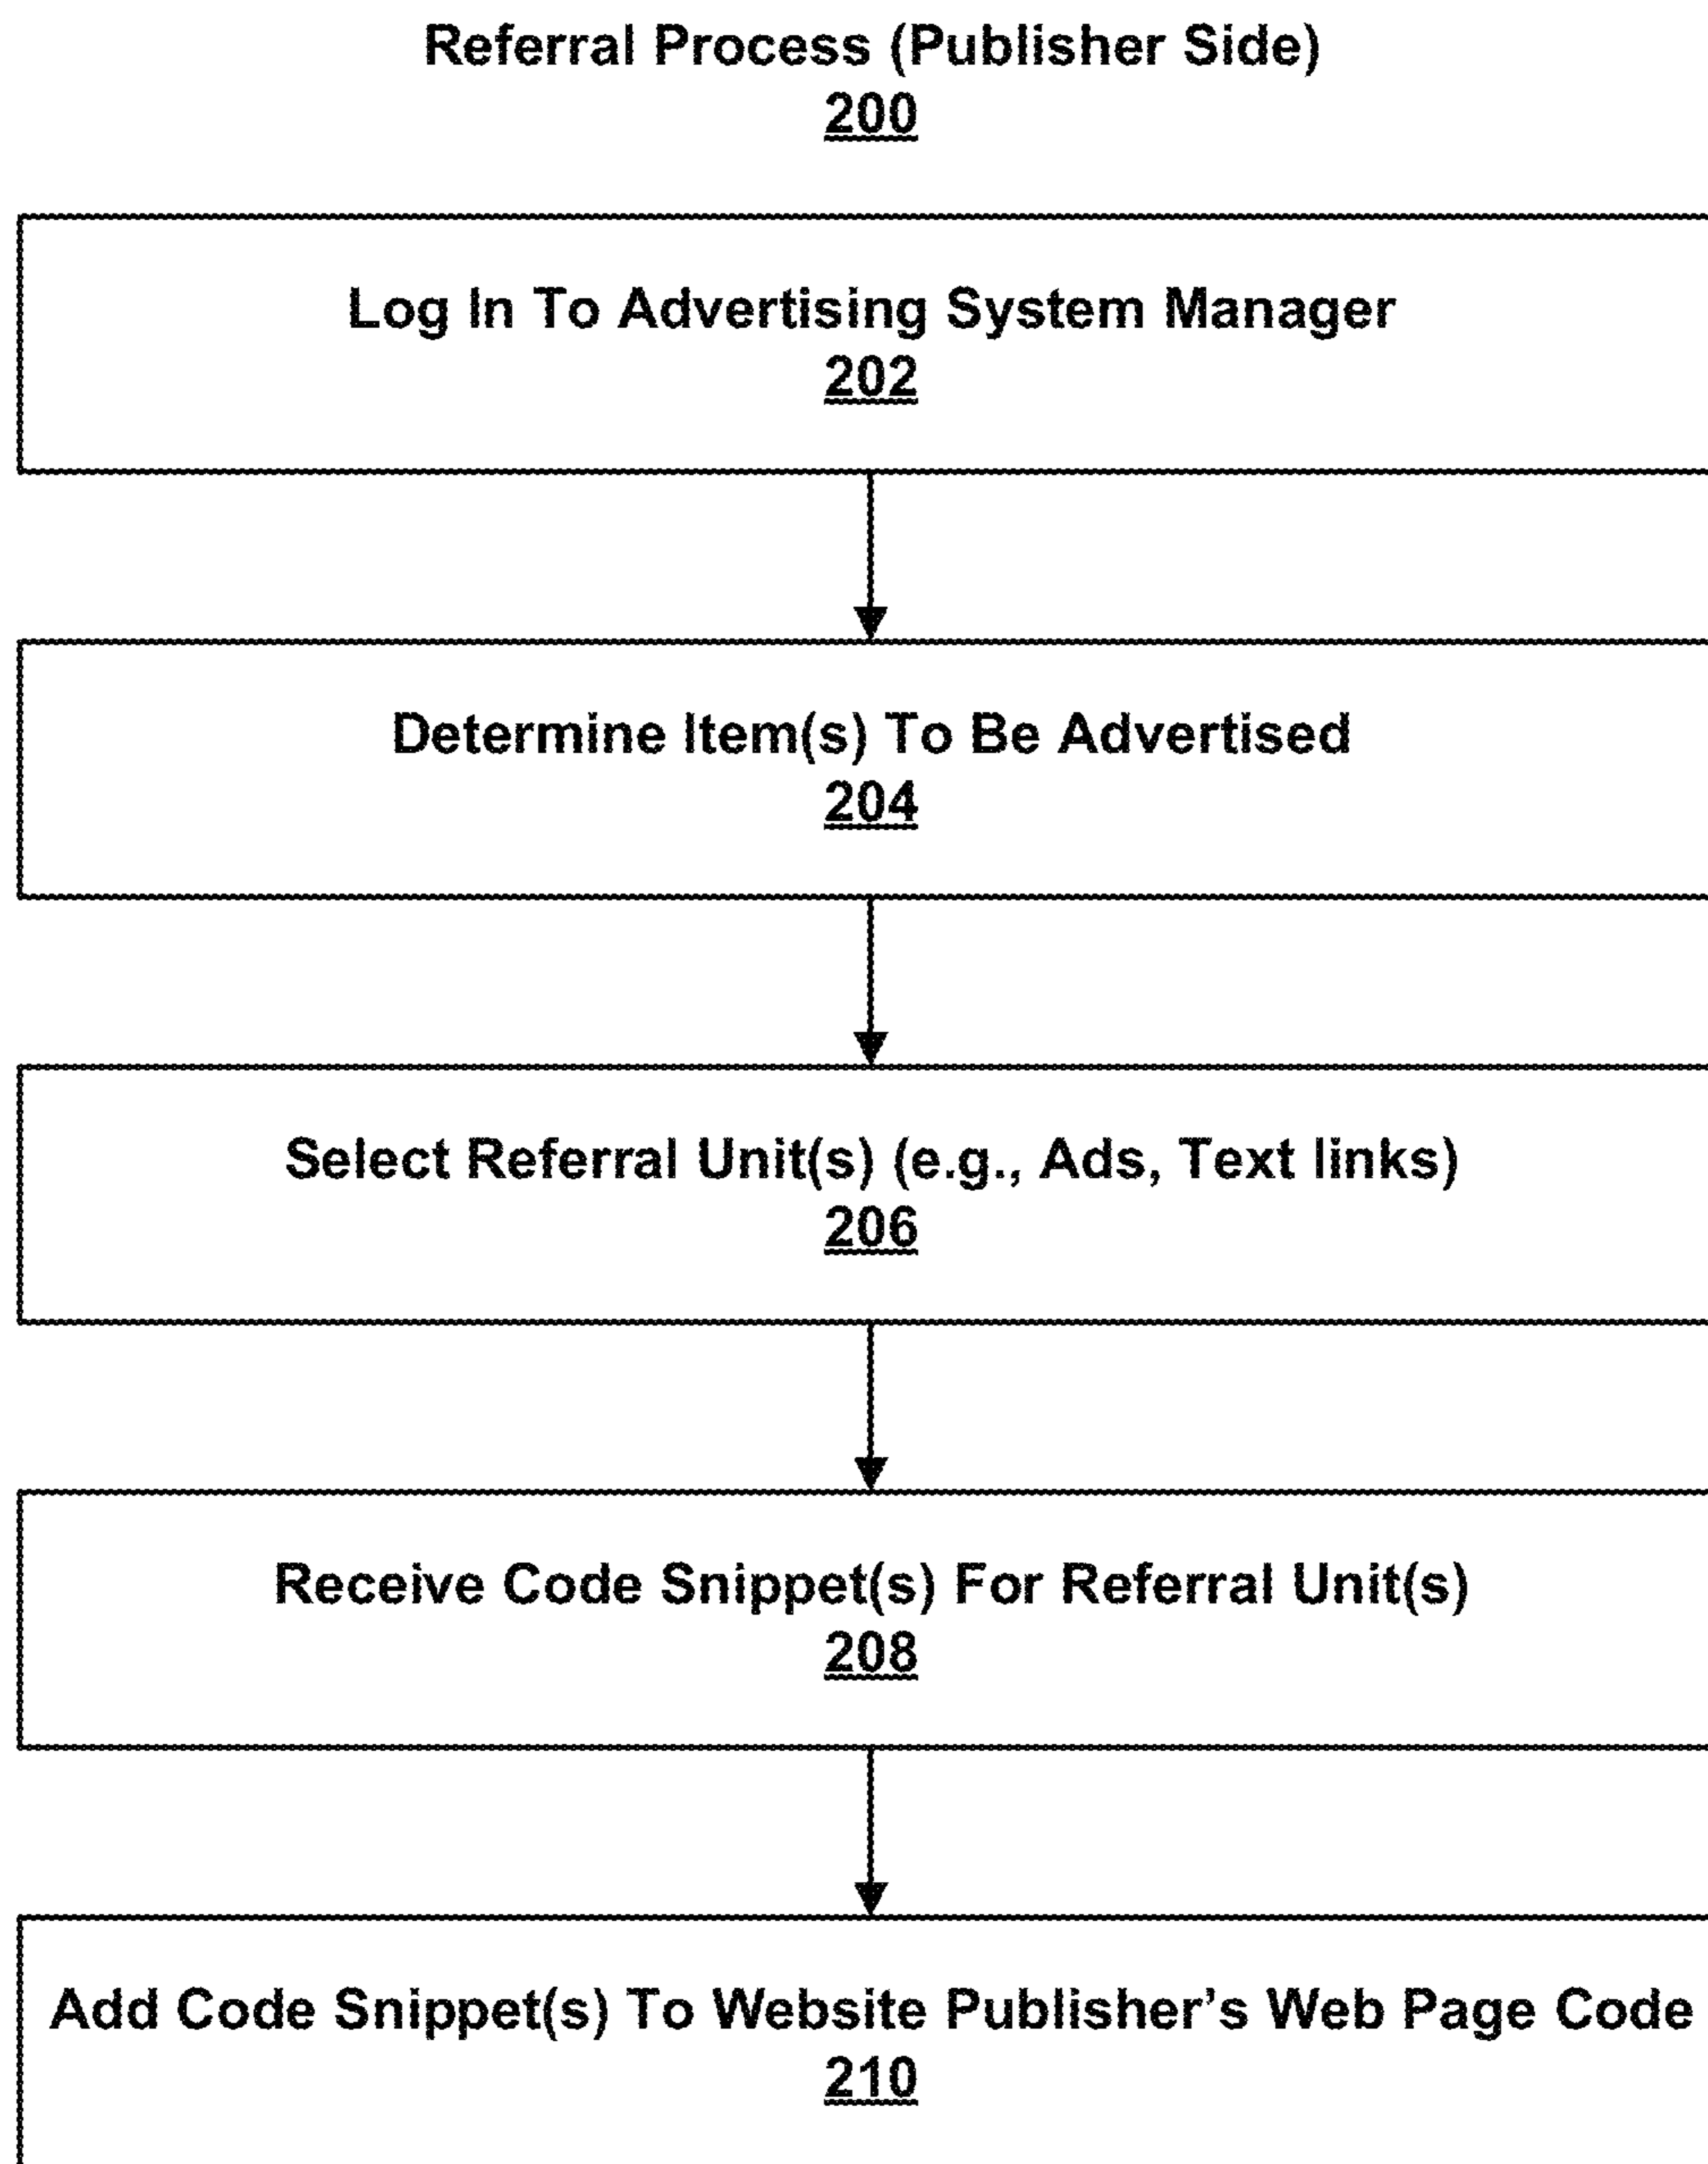 Referral Process (Publisher Side)
200
Log In To Advertising System Manager
202
Determine Item(s) To Be Advertised
204
Select Referral Unit(s) (e.g., Ads, Text links)
206
Receive Code Snippet(s) For Referral Unit(s)
208
Add Code Snippet(s) To Website Publisher’s Web Page Code
210